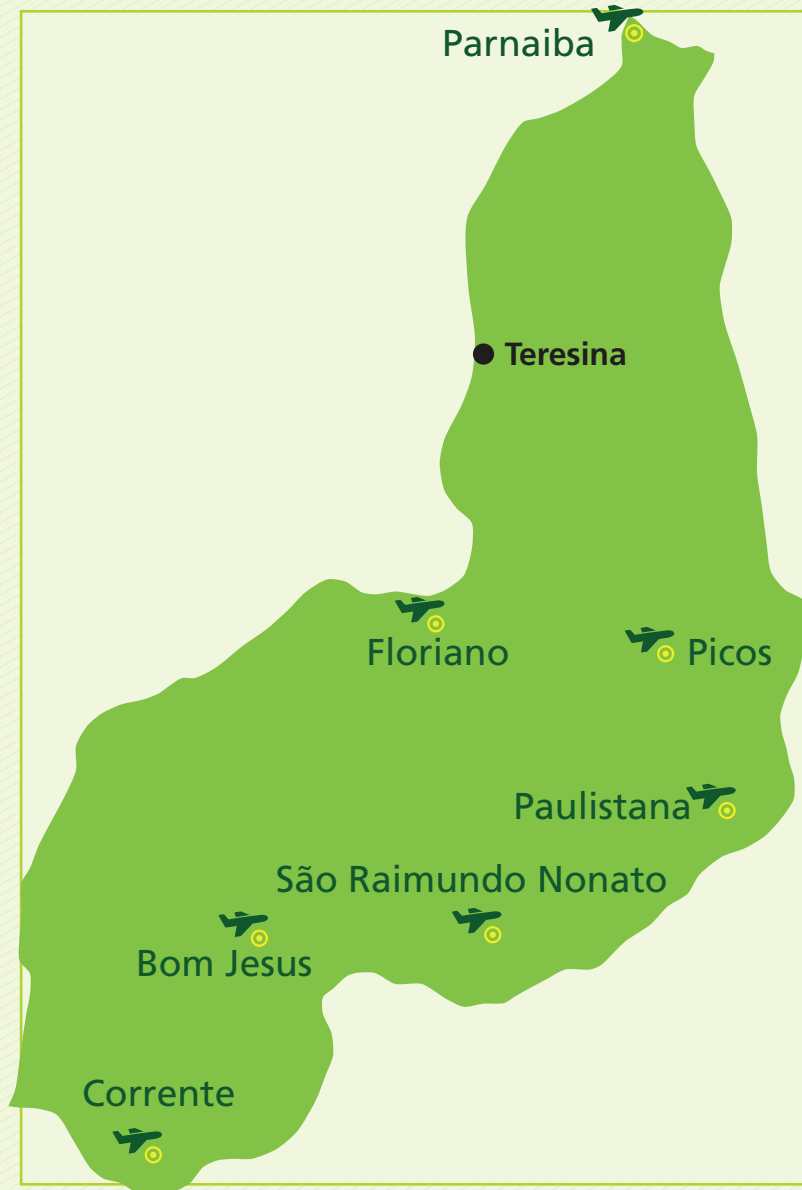 Parnaiba
Teresina
Floriano
Picos
Paulistana
São Raimundo Nonato
Bom Jesus
Corrente